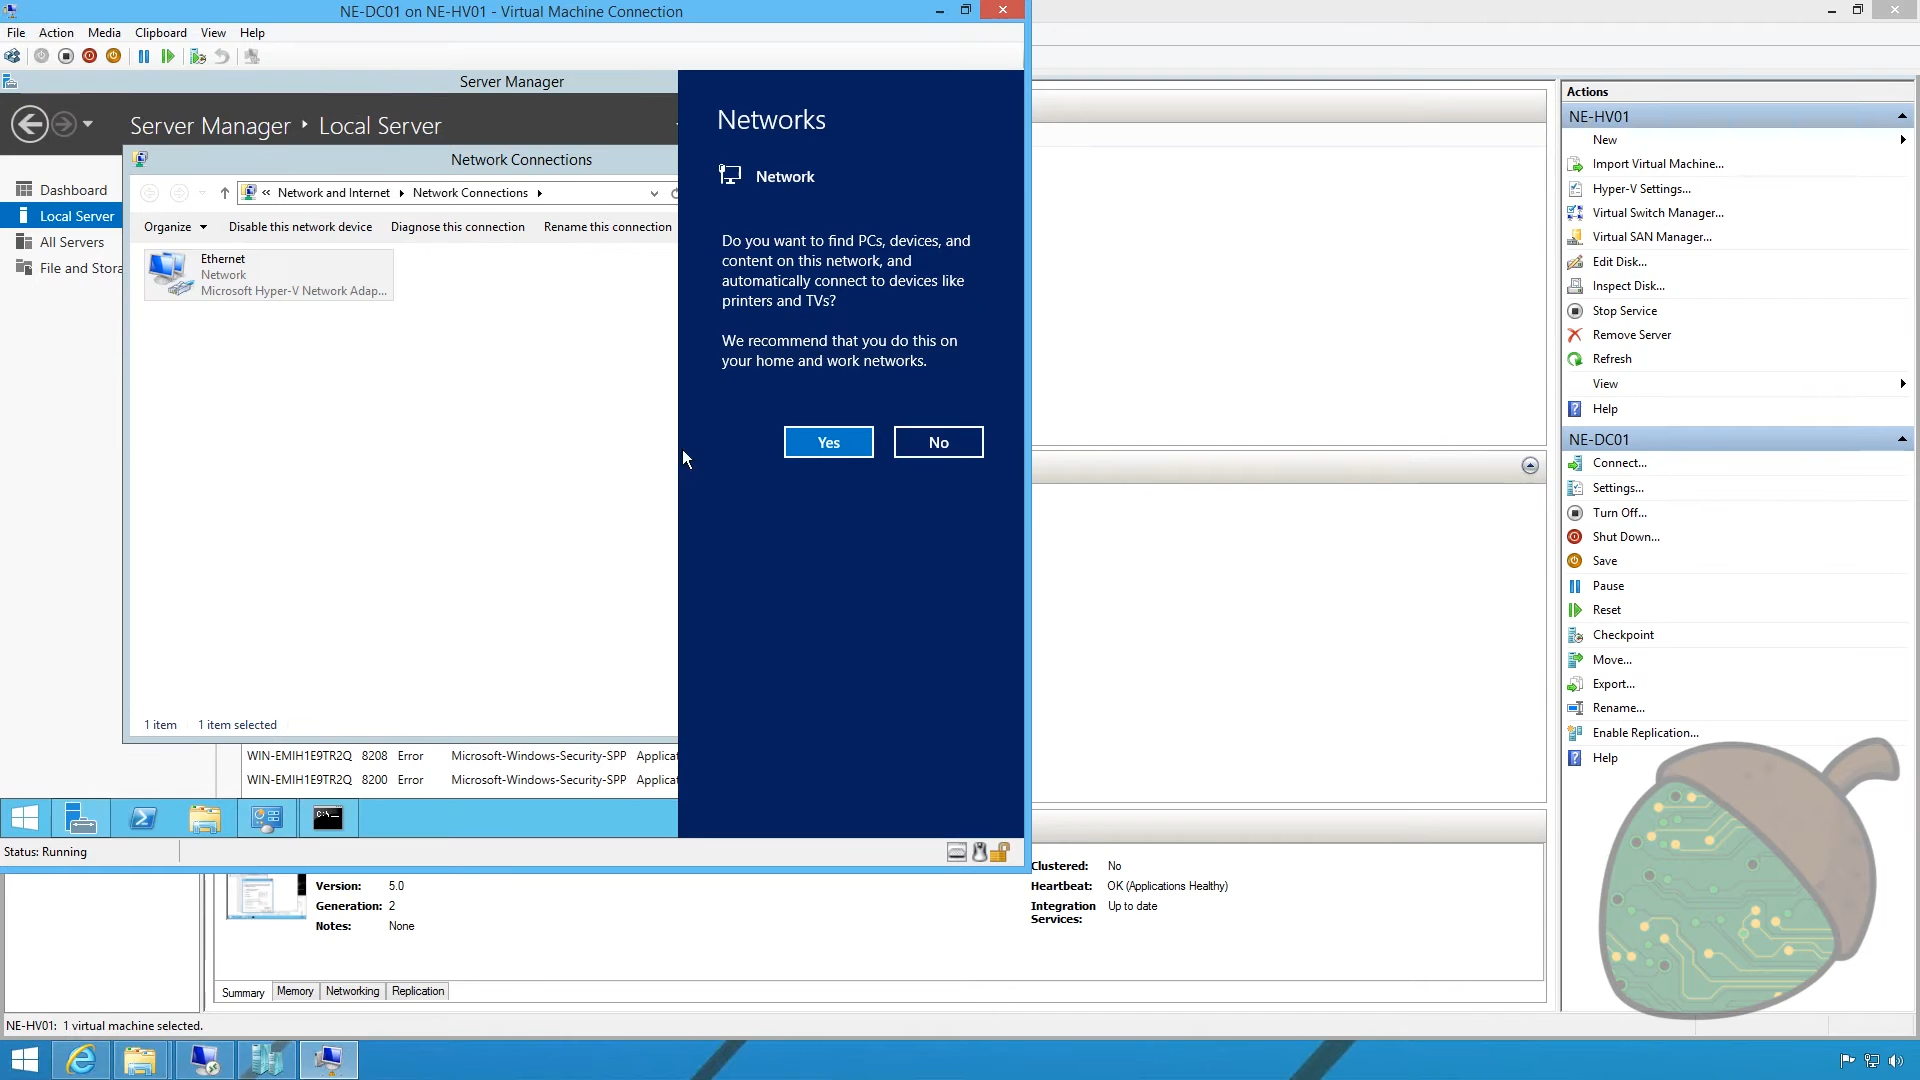 NE-DC01 on NE-HV01 - Virtual Machine Connection
File Action Media Clipboard View Help
Server Manager
Server Manager ‣ Local Server
Dashboard
Local Server
All Servers
File and Stora
Network Connections
« Network and Internet Network Connections
Organize Disable this network device Diagnose this connection Rename this connection
Ethernet
Network
Microsoft Hyper-V Network Adap...
1 item 1 item selected
WIN-EMIH1E9TR2Q 8208 Error Microsoft-Windows-Security-SPP Applicat
WIN-EMIH1E9TR2Q 8200 Error Microsoft-Windows-Security-SPP Applicat
Networks
Network
Do you want to find PCs, devices, and
content on this network, and
automatically connect to devices like
printers and TVs?
We recommend that you do this on
your home and work networks.
Yes No
Status: Running
Version: 5.0
Generation: 2
Notes: None
Clustered: No
Heartbeat: OK (Applications Healthy)
Integration Up to date
Services:
Summary Memory Networking Replication
NE-HV01: 1 virtual machine selected.
Actions
NE-HV01
New
Import Virtual Machine...
Hyper-V Settings...
Virtual Switch Manager...
Virtual SAN Manager...
Edit Disk...
Inspect Disk...
Stop Service
Remove Server
Refresh
View
Help
NE-DC01
Connect...
Settings...
Turn Off...
Shut Down...
Save
Pause
Reset
Checkpoint
Move...
Export...
Rename...
Enable Replication...
Help